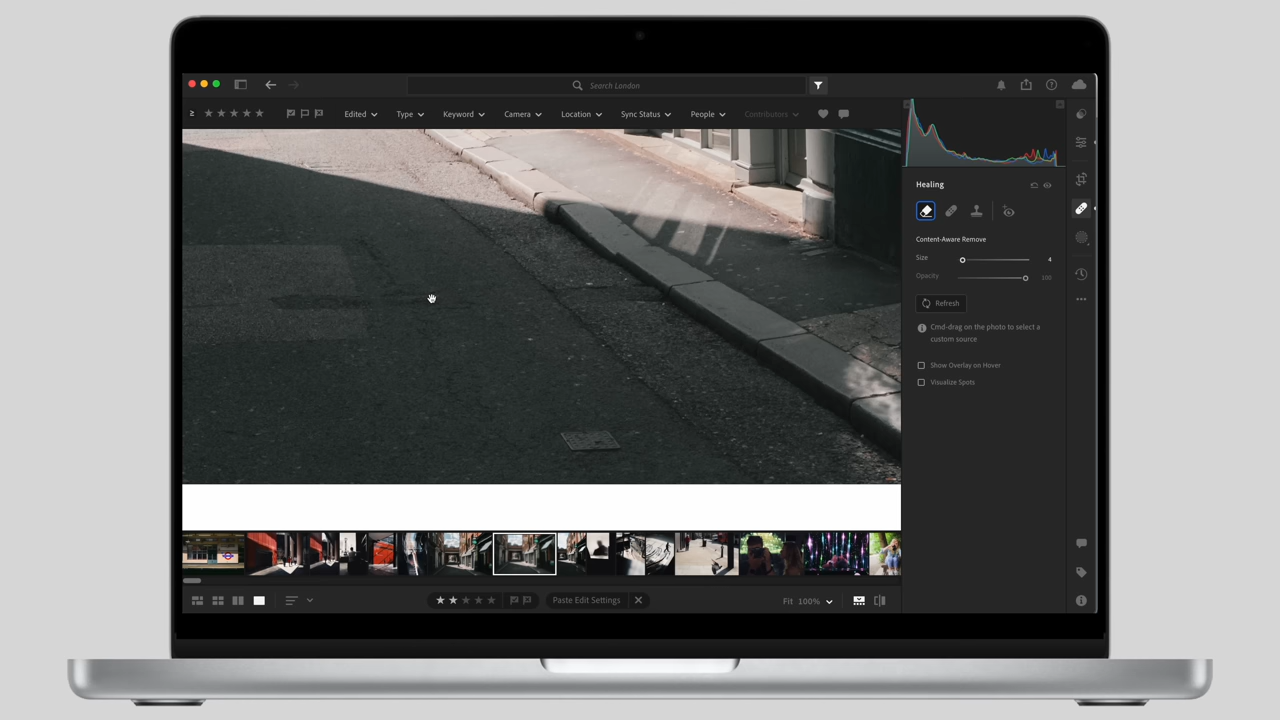 Search London
≥ Edited Type Keyword Camera Location Sync Status People Contributors
Healing
Content-Aware Remove
Size 4
Opacity 100
Refresh
Cmd-drag on the photo to select a
custom source
Show Overlay on Hover
Visualize Spots
Paste Edit Settings
Fit 100%